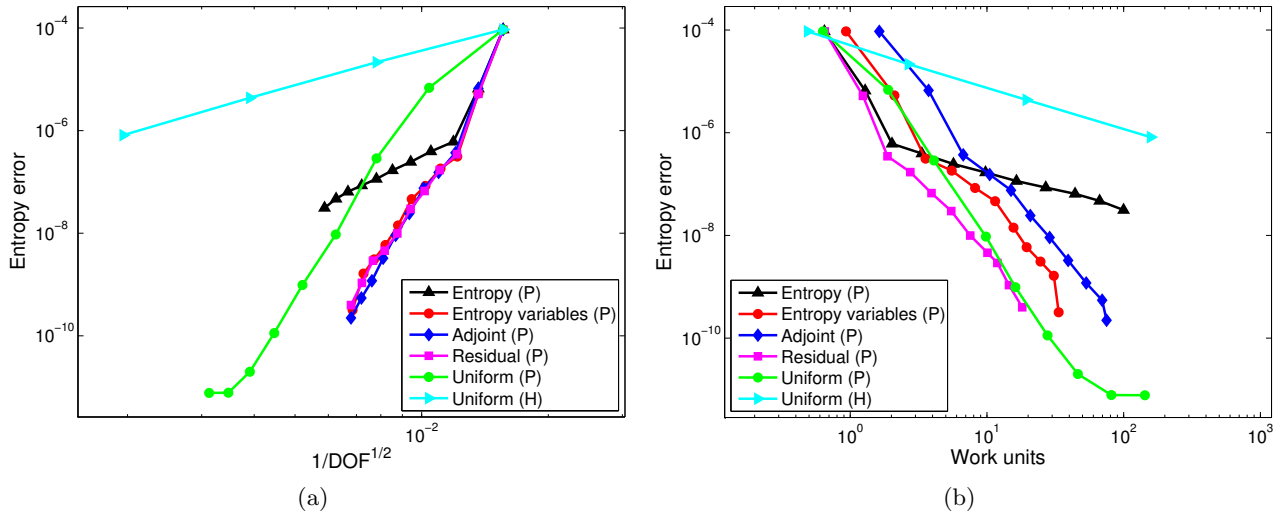 10^-4
10^-6
10^-8
10^-10
Entropy error
10^-2
1/DOF^1/2
Entropy (P)
Entropy variables (P)
Adjoint (P)
Residual (P)
Uniform (P)
Uniform (H)
(a)
10^-4
10^-6
10^-8
10^-10
Entropy error
10^0
10^1
10^2
10^3
Work units
Entropy (P)
Entropy variables (P)
Adjoint (P)
Residual (P)
Uniform (P)
Uniform (H)
(b)